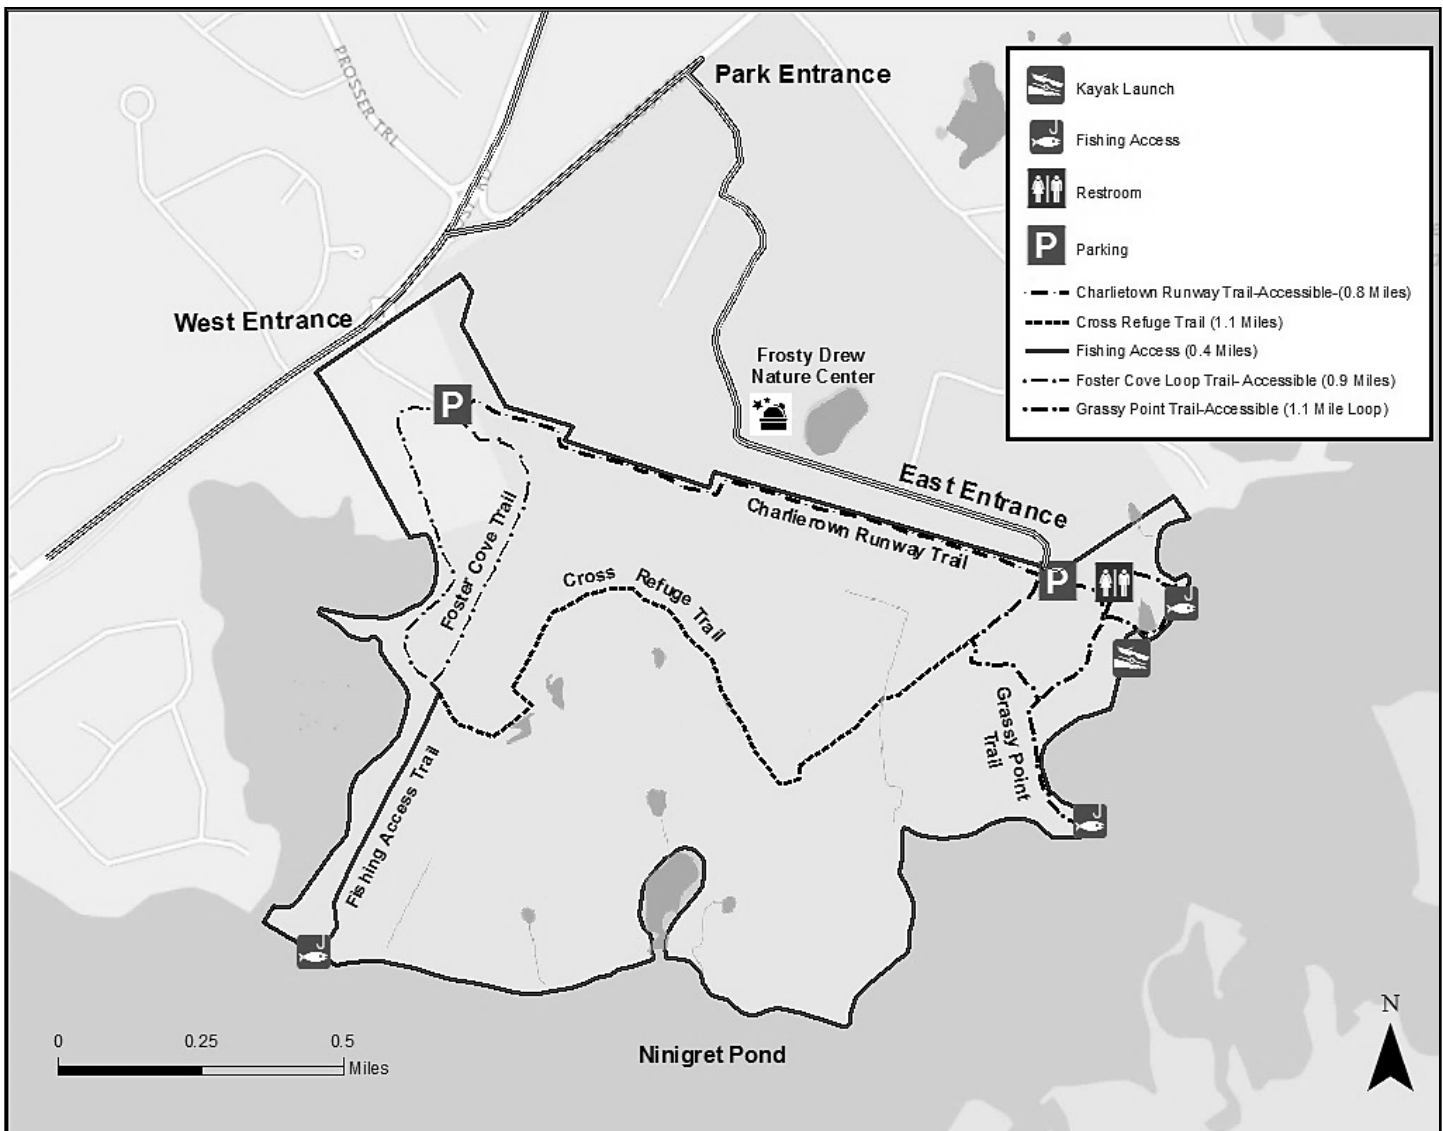 Park Entrance
PROSSER TRL
ST RD
West Entrance
Frosty Drew
Nature Center
East Entrance
Charlierown Runway Trail
Cross Refuge Trail
Foster Cove Trail
Fishing Access Trail
Grassy Point
Trail
Ninigret Pond
Kayak Launch
Fishing Access
Restroom
P
Parking
Charlietown Runway Trail-Accessible-(0.8 Miles)
Cross Refuge Trail (1.1 Miles)
Fishing Access (0.4 Miles)
Foster Cove Loop Trail- Accessible (0.9 Miles)
Grassy Point Trail-Accessible (1.1 Mile Loop)
P
P
0 0.25 0.5
Miles
N